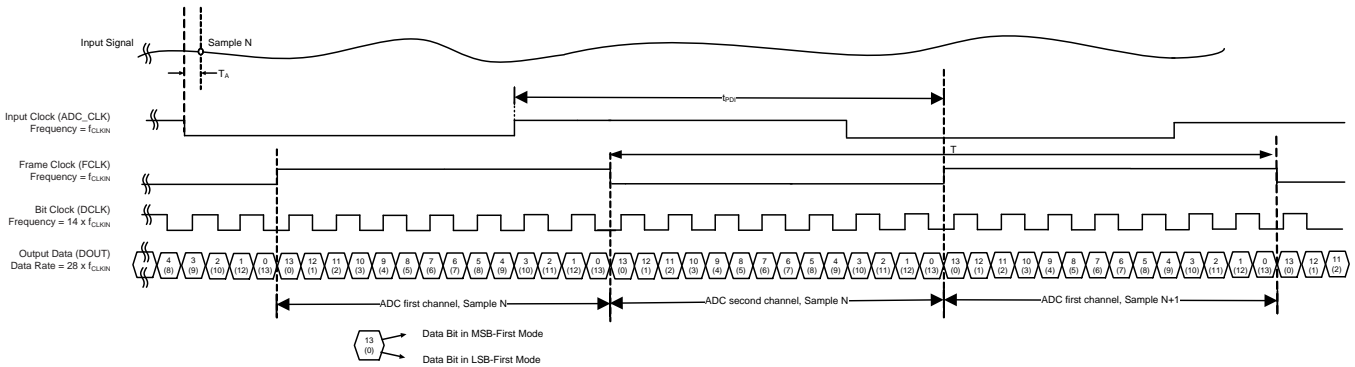 Input Signal
Sample N
T_A
Input Clock (ADC_CLK)
Frequency = f_CLKIN
t_PDI
Frame Clock (FCLK)
Frequency = f_CLKIN
T
Bit Clock (DCLK)
Frequency = 14 x f_CLKIN
Output Data (DOUT)
Data Rate = 28 x f_CLKIN
4 3 2 1 0 13 12 11 10 9 8 7 6 5 4 3 2 1 0 13 12 11 10 9 8 7 6 5 4 3 2 1 0 13 12 11 10 9 8 7 6 5 4 3 2 1 0 13 12 11
(8) (9) (10) (12) (13) (0) (1) (2) (3) (4) (5) (6) (7) (8) (9) (10) (11) (12) (13) (0) (1) (2) (3) (4) (5) (6) (7) (8) (9) (10) (11) (12) (13) (0) (1) (2) (3) (4) (5) (6) (7) (8) (9) (10) (11) (12) (13) (0) (1) (2)
ADC first channel, Sample N
ADC second channel, Sample N
ADC first channel, Sample N+1
13
(0)
Data Bit in MSB-First Mode
Data Bit in LSB-First Mode